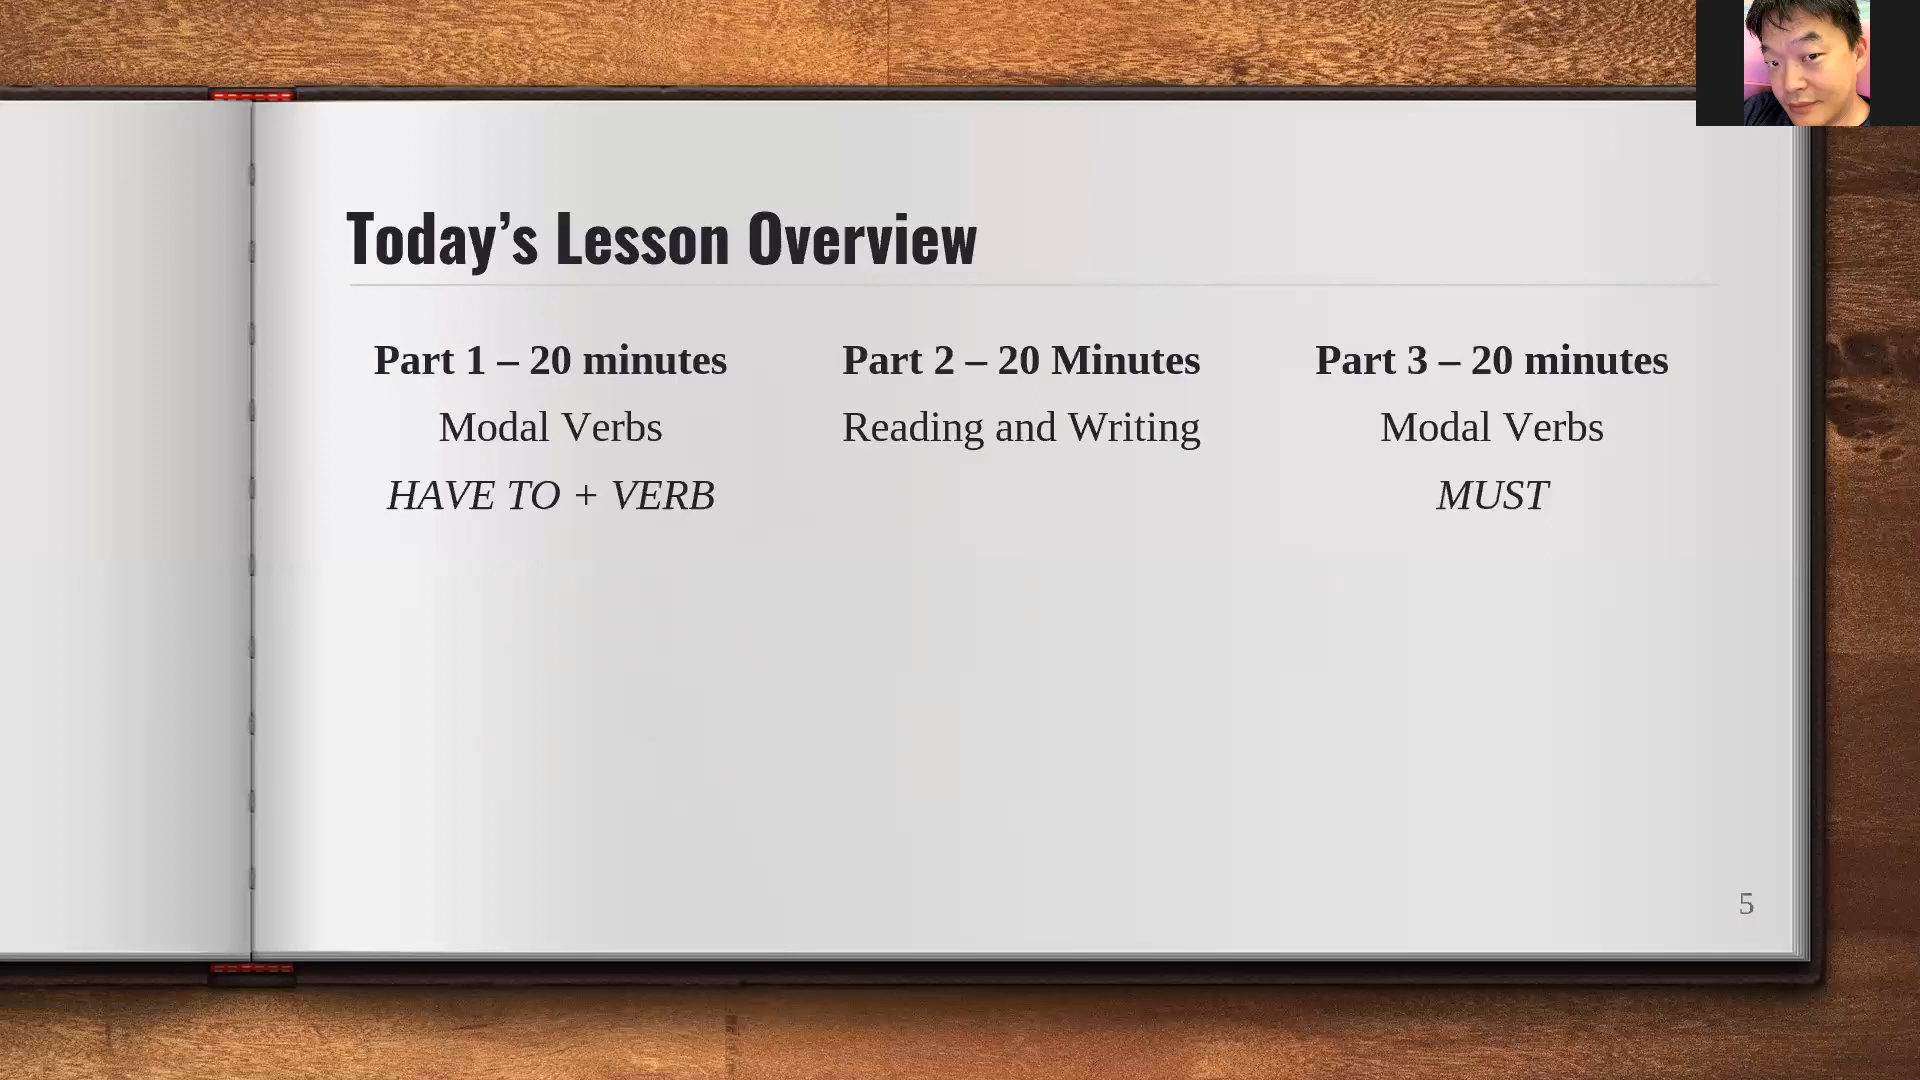 Today’s Lesson Overview
Part 1 – 20 minutes
Modal Verbs
HAVE TO + VERB
Part 2 – 20 Minutes
Reading and Writing
Part 3 – 20 minutes
Modal Verbs
MUST
5